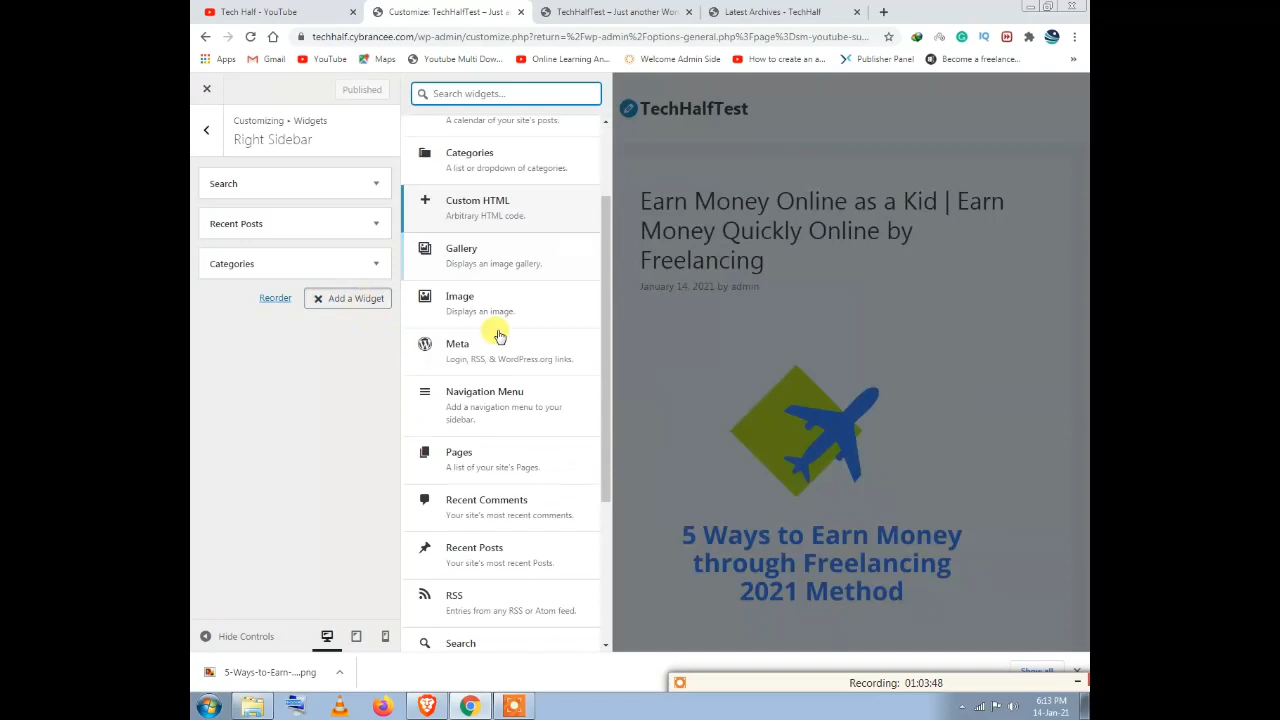 Tech Half - YouTube
Customize: TechHalfTest – Just a
TechHalfTest – Just another Wor
Latest Archives - TechHalf
techhalf.cybrancee.com/wp-admin/customize.php?return=%2Fwp-admin%2Foptions-general.php%3Fpage%3Dsm-youtube-su...
Apps
Gmail
YouTube
Maps
Youtube Multi Dow...
Online Learning An...
Welcome Admin Side
How to create an a...
Publisher Panel
Become a freelance...
»
Published
Search widgets...
Customizing ▸ Widgets
Right Sidebar
Search
Recent Posts
Categories
Reorder
Add a Widget
A calendar of your site's posts.
Categories
A list or dropdown of categories.
Custom HTML
Arbitrary HTML code.
Gallery
Displays an image gallery.
Image
Displays an image.
Meta
Login, RSS, & WordPress.org links.
Navigation Menu
Add a navigation menu to your
sidebar.
Pages
A list of your site's Pages.
Recent Comments
Your site's most recent comments.
Recent Posts
Your site's most recent Posts.
RSS
Entries from any RSS or Atom feed.
Search
TechHalfTest
Earn Money Online as a Kid | Earn
Money Quickly Online by
Freelancing
January 14, 2021 by admin
5 Ways to Earn Money
through Freelancing
2021 Method
Hide Controls
5-Ways-to-Earn-....png
Show all
Recording: 01:03:48
6:13 PM
14-Jan-21